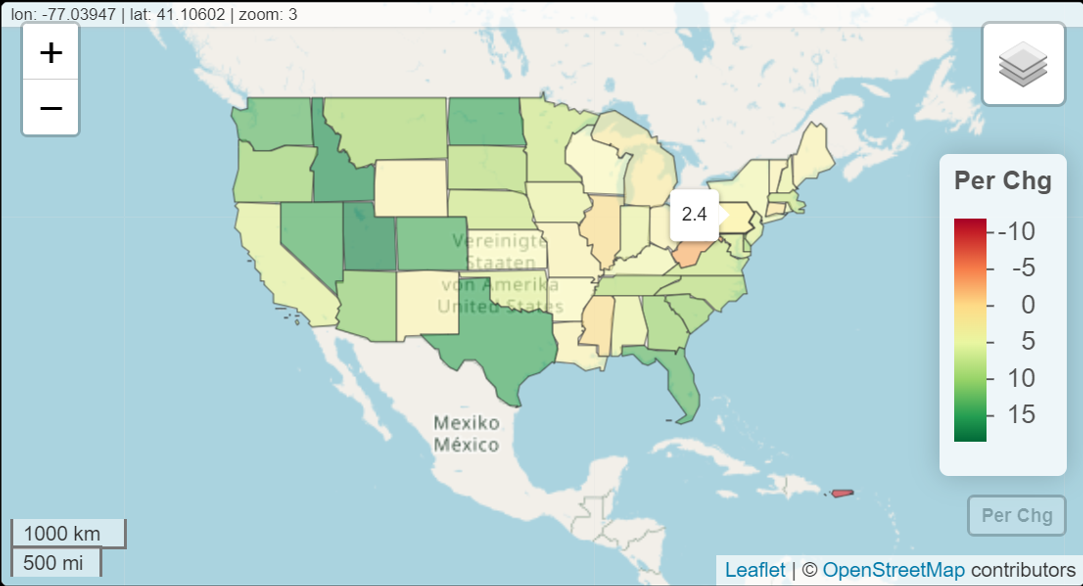 lon: -77.03947 | lat: 41.10602 | zoom: 3
+
−
Per Chg
-10
-5
0
5
10
15
2.4
Vereinigte
Staaten
von Amerika
United States
Mexiko
México
Per Chg
1000 km
500 mi
Leaflet | © OpenStreetMap contributors